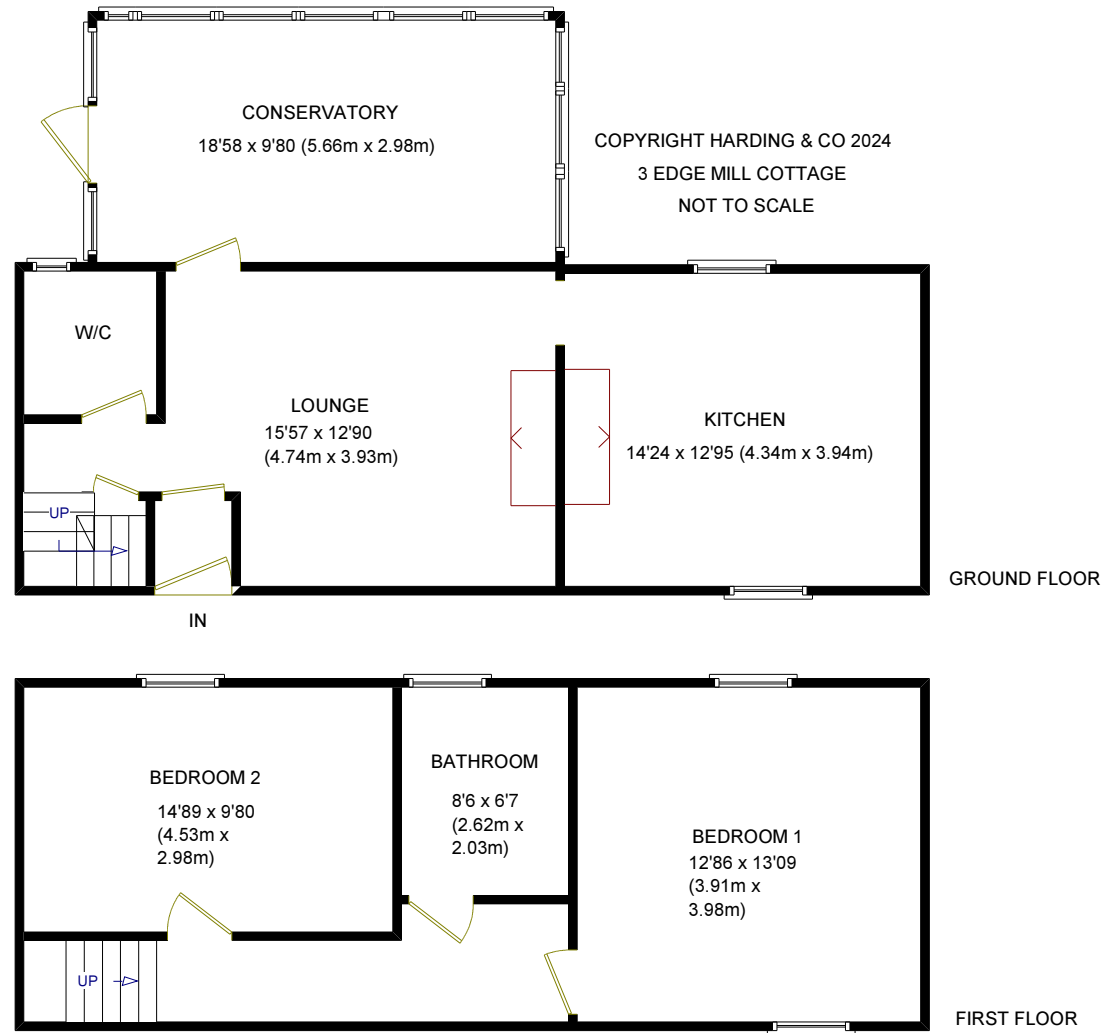 CONSERVATORY
18'58 x 9'80 (5.66m x 2.98m)
COPYRIGHT HARDING & CO 2024
3 EDGE MILL COTTAGE
NOT TO SCALE
W/C
LOUNGE
15'57 x 12'90
(4.74m x 3.93m)
KITCHEN
14'24 x 12'95 (4.34m x 3.94m)
UP
IN
GROUND FLOOR
BEDROOM 2
14'89 x 9'80
(4.53m x
2.98m)
BATHROOM
8'6 x 6'7
(2.62m x
2.03m)
BEDROOM 1
12'86 x 13'09
(3.91m x
3.98m)
UP
FIRST FLOOR